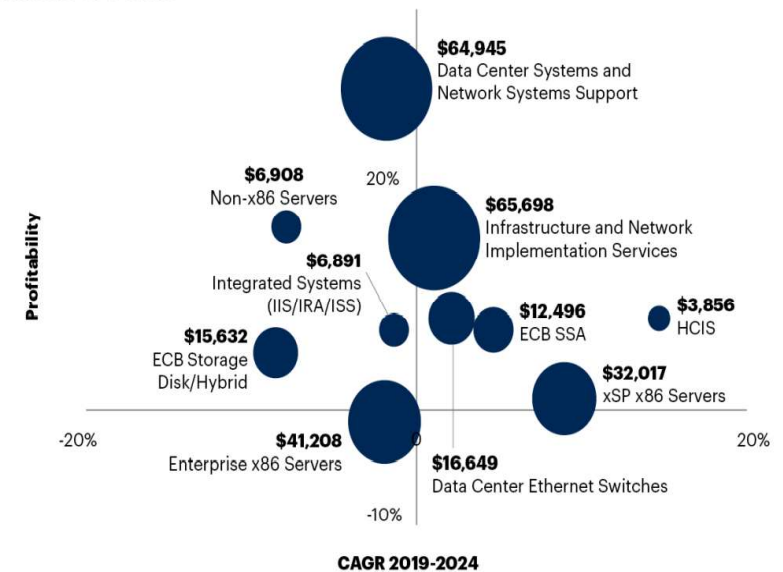 $64,945
Data Center Systems and
Network Systems Support
$6,908
Non-x86 Servers
20%
$65,698
Infrastructure and Network
Implementation Services
$6,891
Integrated Systems
(IIS/IRA/ISS)
Profitability
$12,496
ECB SSA
$3,856
HCIS
$15,632
ECB Storage
Disk/Hybrid
$32,017
xSP x86 Servers
-20%
0
20%
$41,208
Enterprise x86 Servers
$16,649
Data Center Ethernet Switches
-10%
CAGR 2019-2024